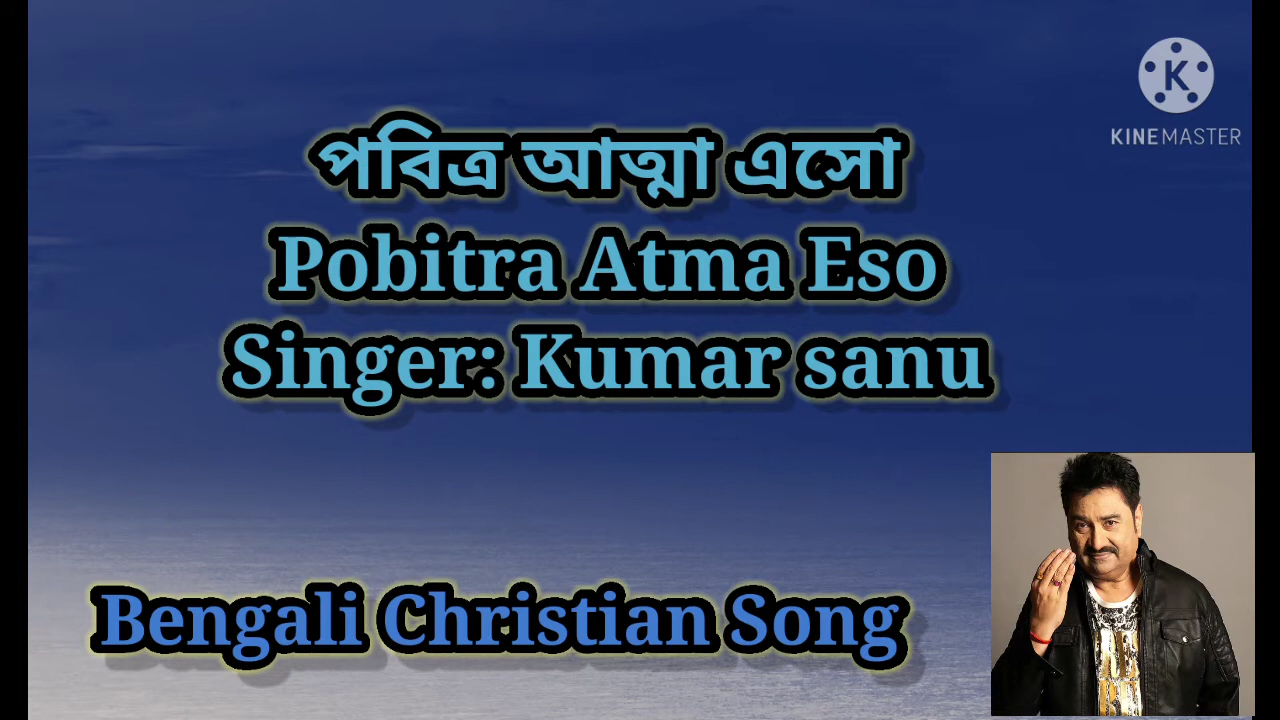 পবিত্র আত্মা এসো
Pobitra Atma Eso
Singer: Kumar sanu
Bengali Christian Song
K
KINEMASTER